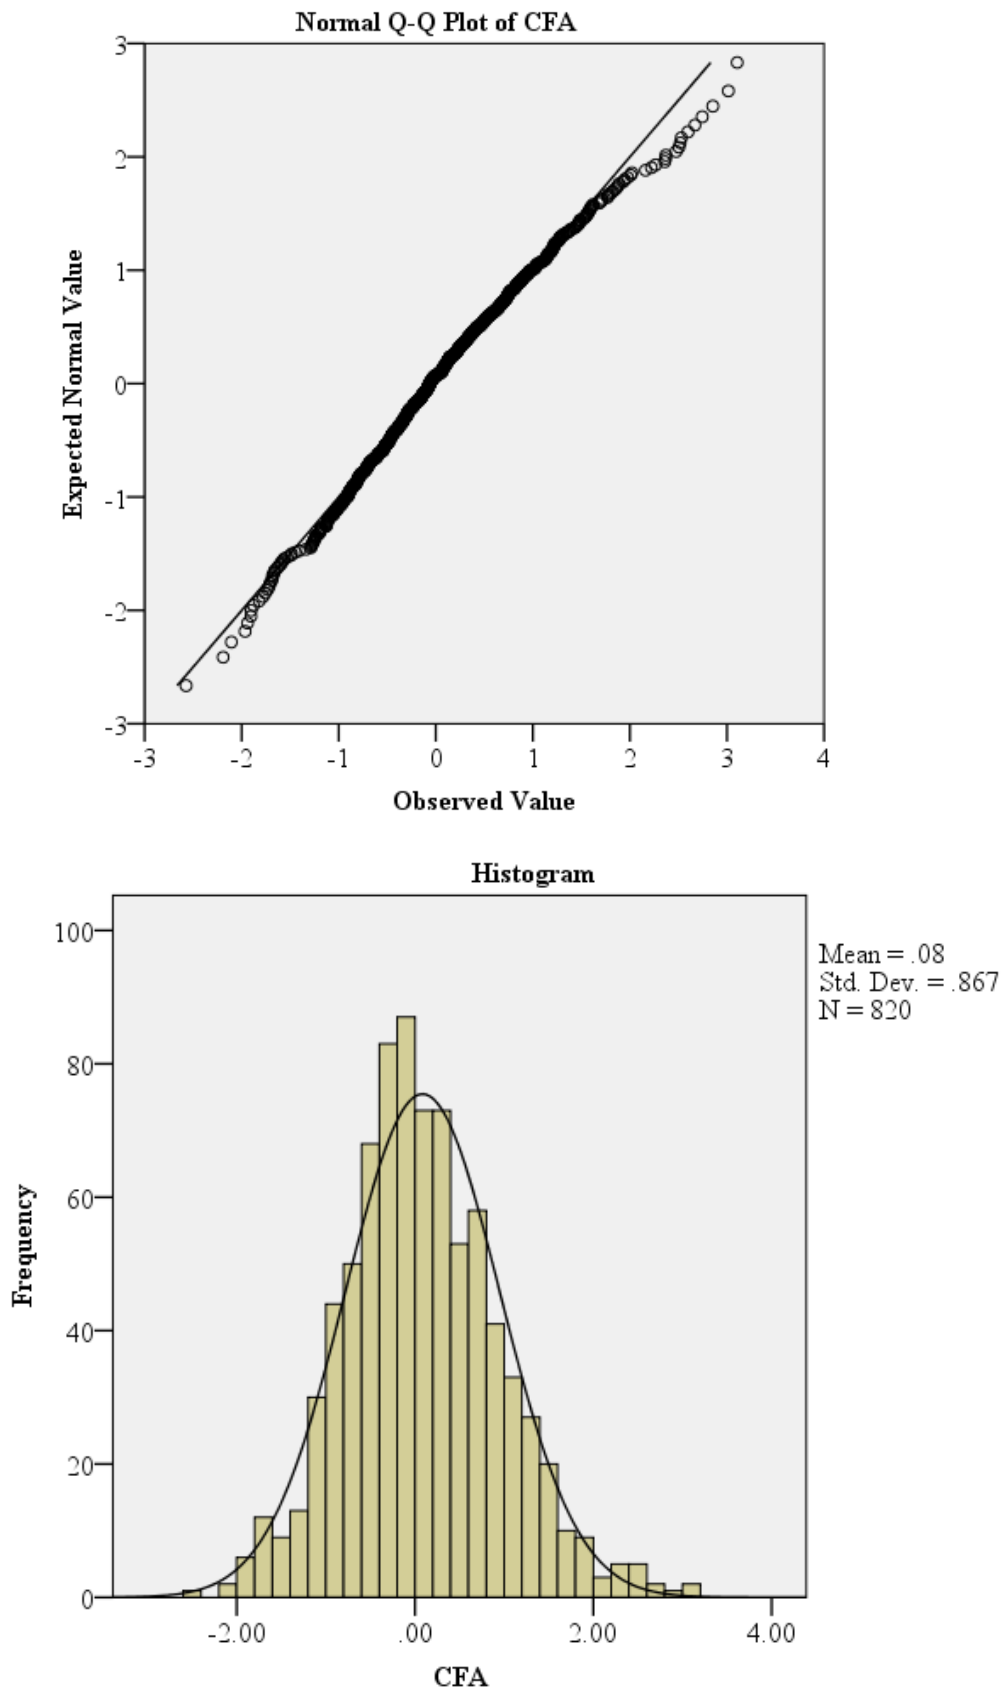 Normal Q-Q Plot of CFA
3
2
1
0
-1
-2
-3
Expected Normal Value
-3 -2 -1 0 1 2 3 4
Observed Value
Histogram
100
80
60
40
20
0
Frequency
Mean = .08
Std. Dev. = .867
N = 820
-2.00 .00 2.00 4.00
CFA